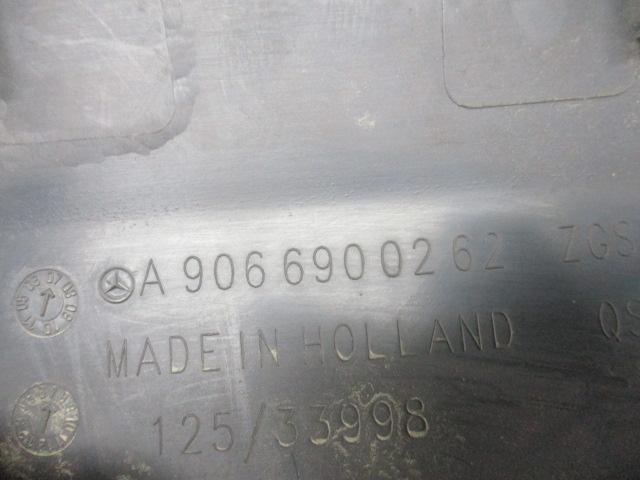 A 906 690 02 62 ZGS
MADE IN HOLLAND QS
125/33998